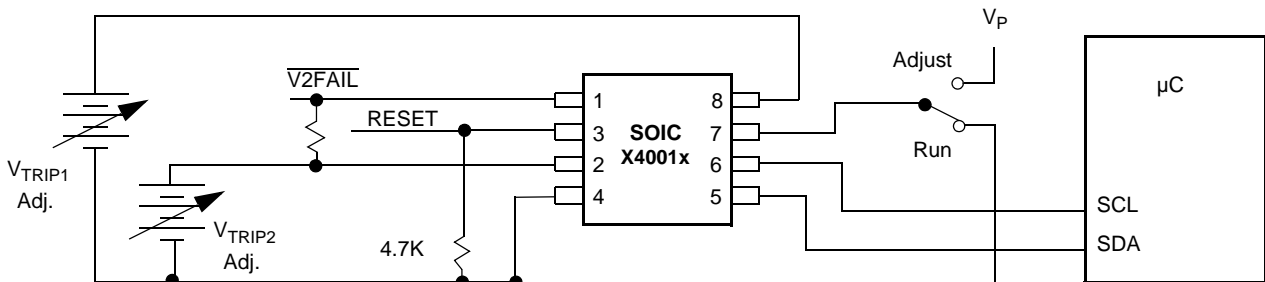 V_P
Adjust
µC
V2FAIL
1
8
RESET
3
SOIC
7
X4001x
Run
2
6
V_TRIP1
Adj.
4
5
SCL
V_TRIP2
Adj.
4.7K
SDA